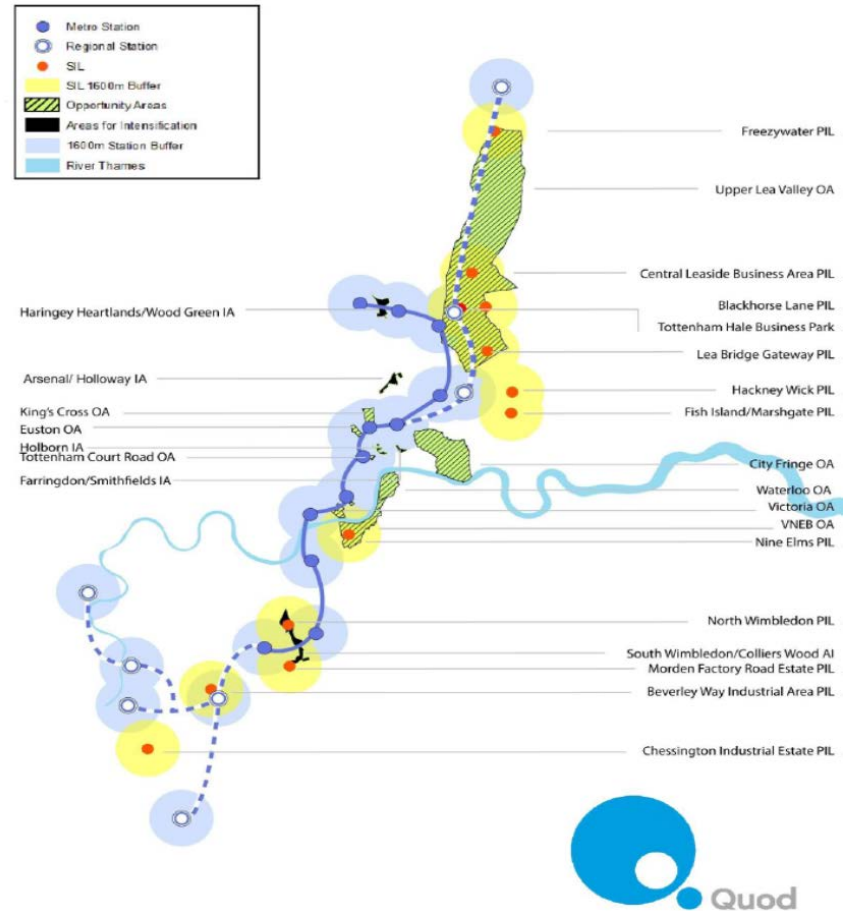 Metro Station
Regional Station
SIL
SIL 1600m Buffer
Opportunity Areas
Areas for Intensification
1600m Station Buffer
River Thames
Freezywater PIL
Upper Lea Valley OA
Central Leaside Business Area PIL
Blackhorse Lane PIL
Tottenham Hale Business Park
Lea Bridge Gateway PIL
Hackney Wick PIL
Fish Island/Marshgate PIL
City Fringe OA
Waterloo OA
Victoria OA
VNEB OA
Nine Elms PIL
North Wimbledon PIL
South Wimbledon/Colliers Wood AI
Morden Factory Road Estate PIL
Beverley Way Industrial Area PIL
Chessington Industrial Estate PIL
Haringey Heartlands/Wood Green IA
Arsenal/ Holloway IA
King's Cross OA
Euston OA
Holborn IA
Tottenham Court Road OA
Farringdon/Smithfields IA
Quod